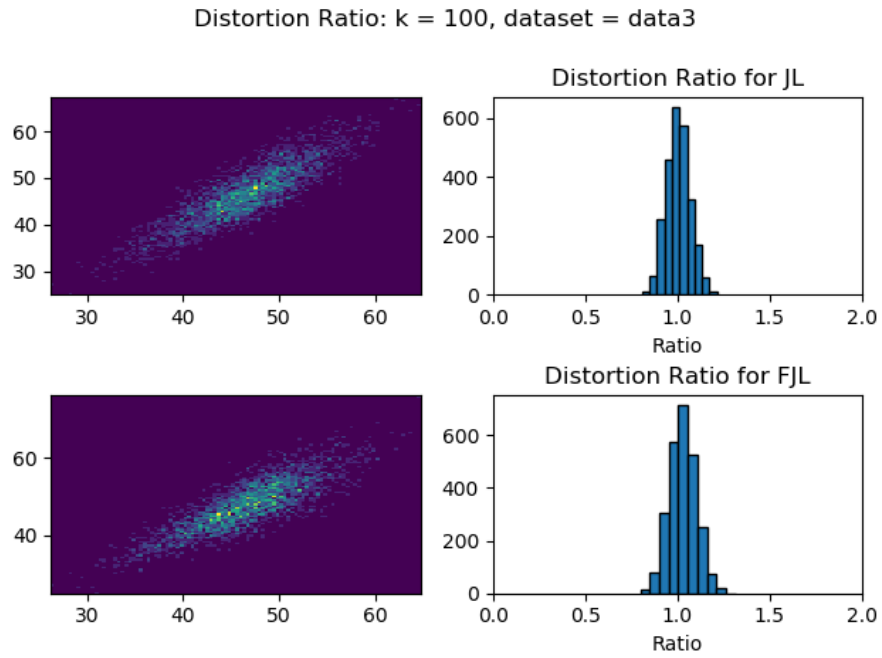 Distortion Ratio: k = 100, dataset = data3
60
50
40
30
30 40 50 60
Distortion Ratio for JL
600
400
200
0
0.0 0.5 1.0 1.5 2.0
Ratio
60
40
30 40 50 60
Distortion Ratio for FJL
600
400
200
0
0.0 0.5 1.0 1.5 2.0
Ratio